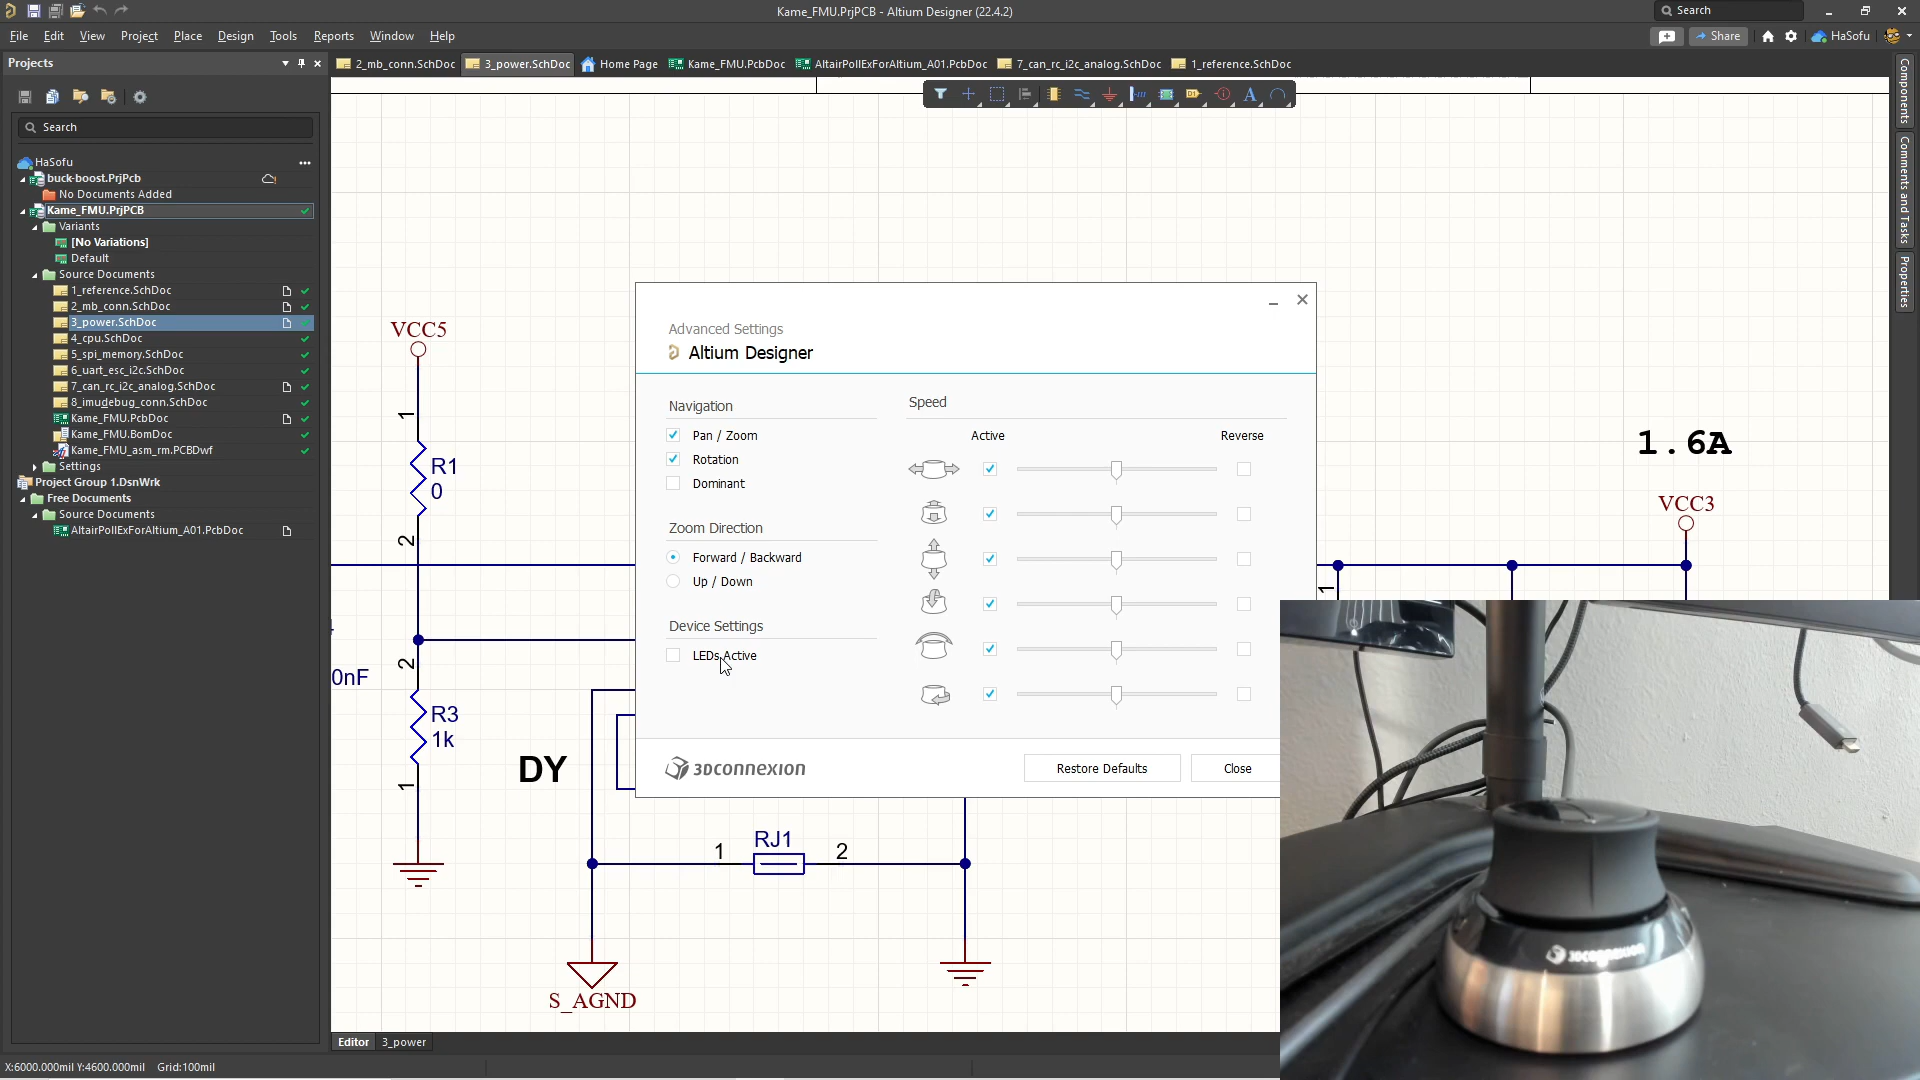 Kame_FMU.PrjPCB - Altium Designer (22.4.2)
Search
File Edit View Project Place Design Tools Reports Window Help
Share
HaSofu
Projects
2_mb_conn.SchDoc
3_power.SchDoc
Home Page
Kame_FMU.PcbDoc
AltairPollExForAltium_A01.PcbDoc
7_can_rc_i2c_analog.SchDoc
1_reference.SchDoc
Search
HaSofu
buck-boost.PrjPcb
No Documents Added
Kame_FMU.PrjPCB
Variants
[No Variations]
Default
Source Documents
1_reference.SchDoc
2_mb_conn.SchDoc
3_power.SchDoc
4_cpu.SchDoc
5_spi_memory.SchDoc
6_uart_esc_i2c.SchDoc
7_can_rc_i2c_analog.SchDoc
8_imudebug_conn.SchDoc
Kame_FMU.PcbDoc
Kame_FMU.BomDoc
Kame_FMU_asm_rm.PCBDwf
Settings
Project Group 1.DsnWrk
Free Documents
Source Documents
AltairPollExForAltium_A01.PcbDoc
Components
Comments and Tasks
Properties
VCC5
1
R1
0
2
0nF
2
R3
1k
1
DY
1 RJ1 2
S_AGND
1.6A
VCC3
1
Advanced Settings
Altium Designer
Navigation
Pan / Zoom
Rotation
Dominant
Zoom Direction
Forward / Backward
Up / Down
Device Settings
LEDs Active
Speed
Active
Reverse
3Dconnexion
Restore Defaults
Close
3Dconnexion
Editor 3_power
X:6000.000mil Y:4600.000mil Grid:100mil